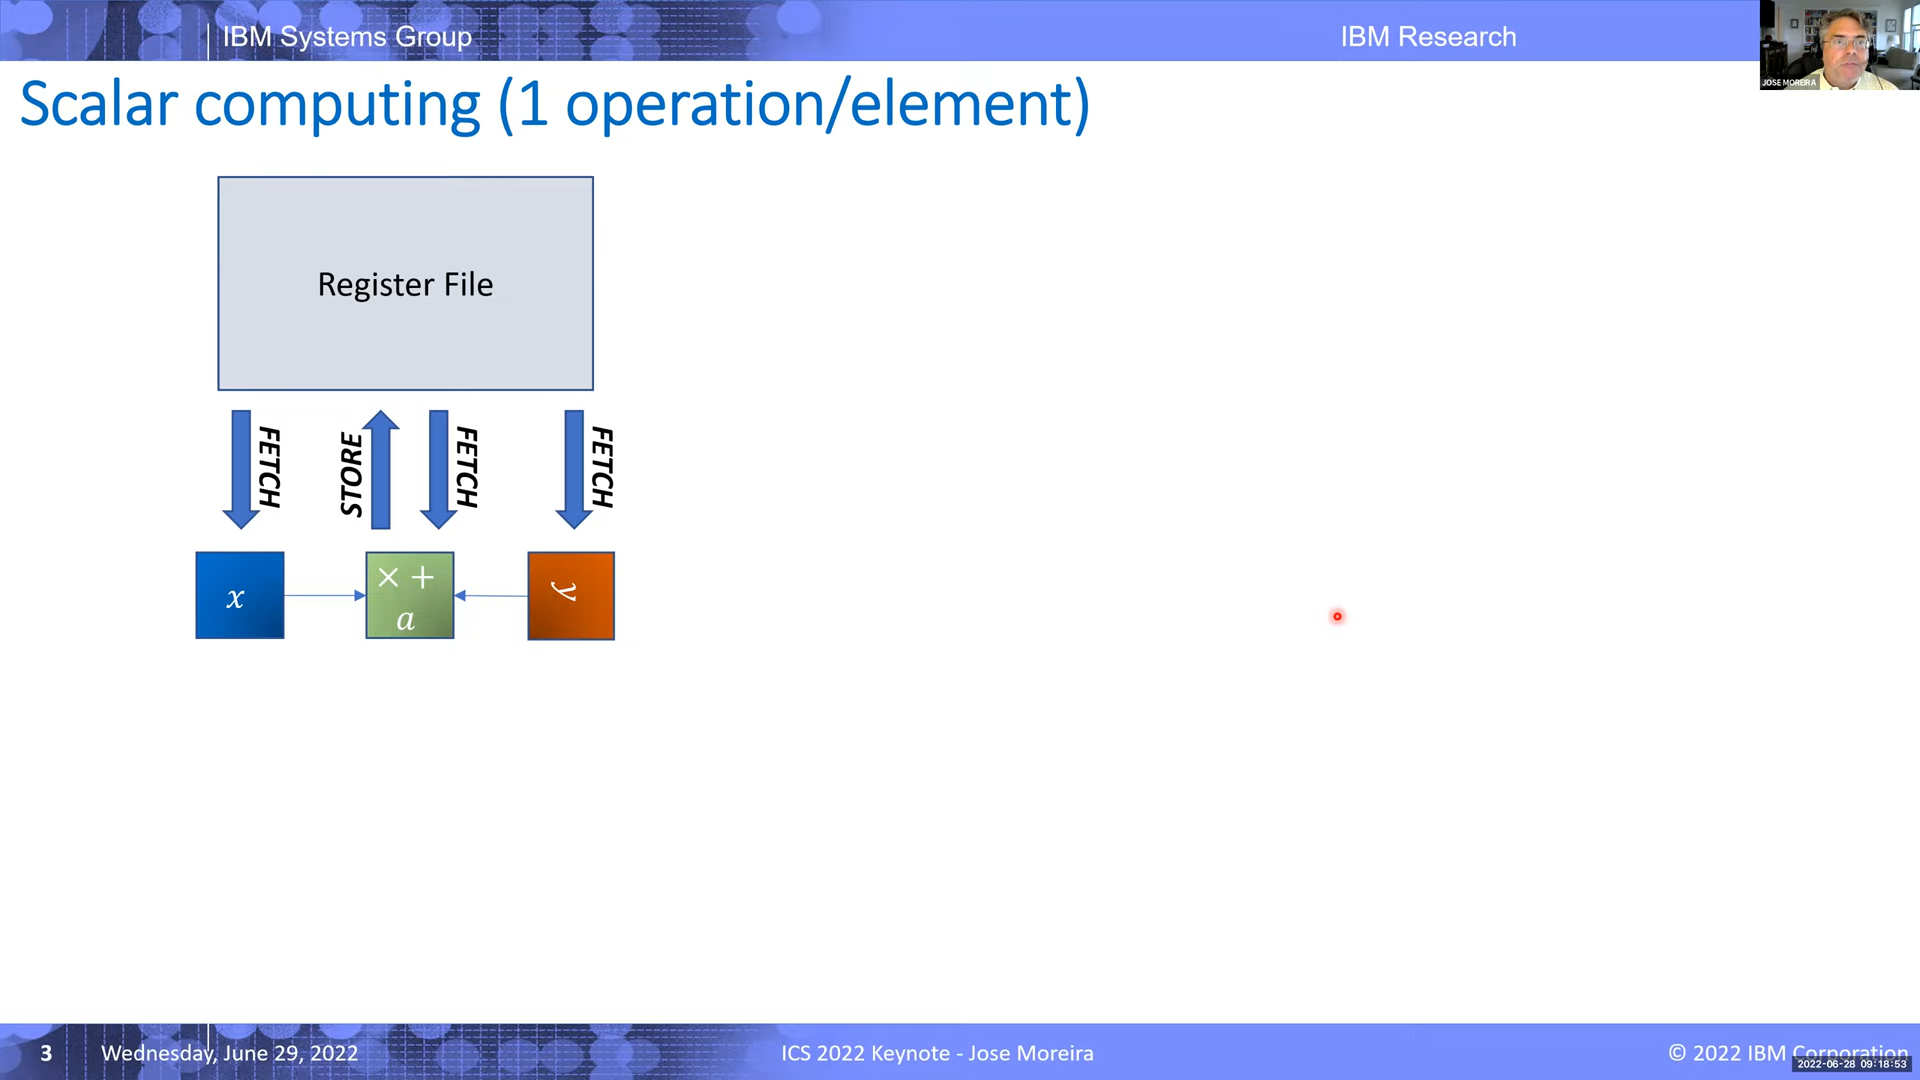 IBM Systems Group
IBM Research
JOSE MOREIRA
Scalar computing (1 operation/element)
Register File
FETCH
STORE
FETCH
FETCH
x
× +
a
y
3
Wednesday, June 29, 2022
ICS 2022 Keynote - Jose Moreira
© 2022 IBM Corporation
2022-06-28 09:18:53